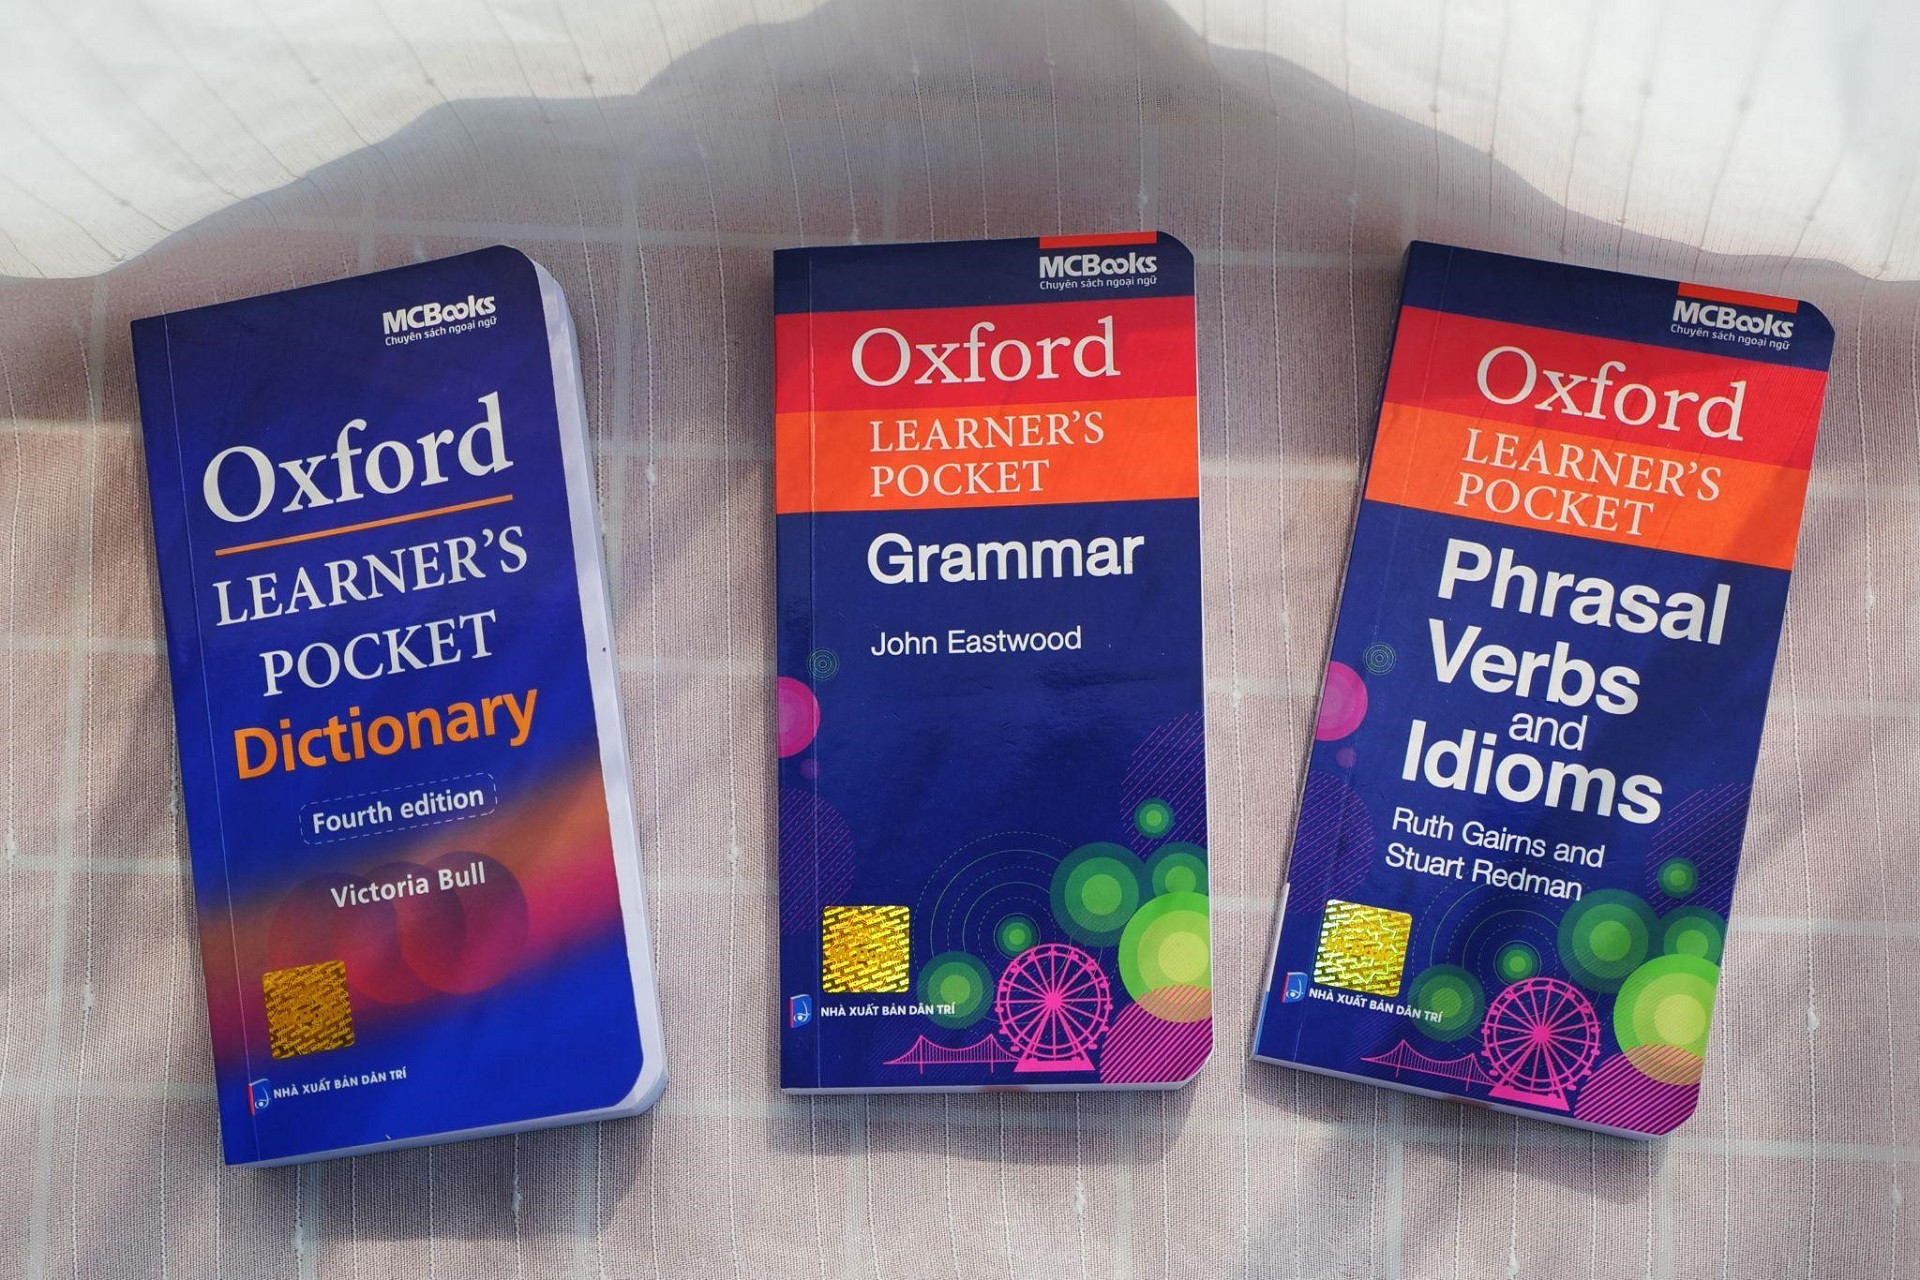 MCBooks
Chuyên sách ngoại ngữ
Oxford
LEARNER'S
POCKET
Dictionary
Fourth edition
Victoria Bull
NHÀ XUẤT BẢN DÂN TRÍ
MCBooks
Chuyên sách ngoại ngữ
Oxford
LEARNER'S
POCKET
Grammar
John Eastwood
NHÀ XUẤT BẢN DÂN TRÍ
MCBooks
Chuyên sách ngoại ngữ
Oxford
LEARNER'S
POCKET
Phrasal
Verbs
and
Idioms
Ruth Gairns and
Stuart Redman
NHÀ XUẤT BẢN DÂN TRÍ